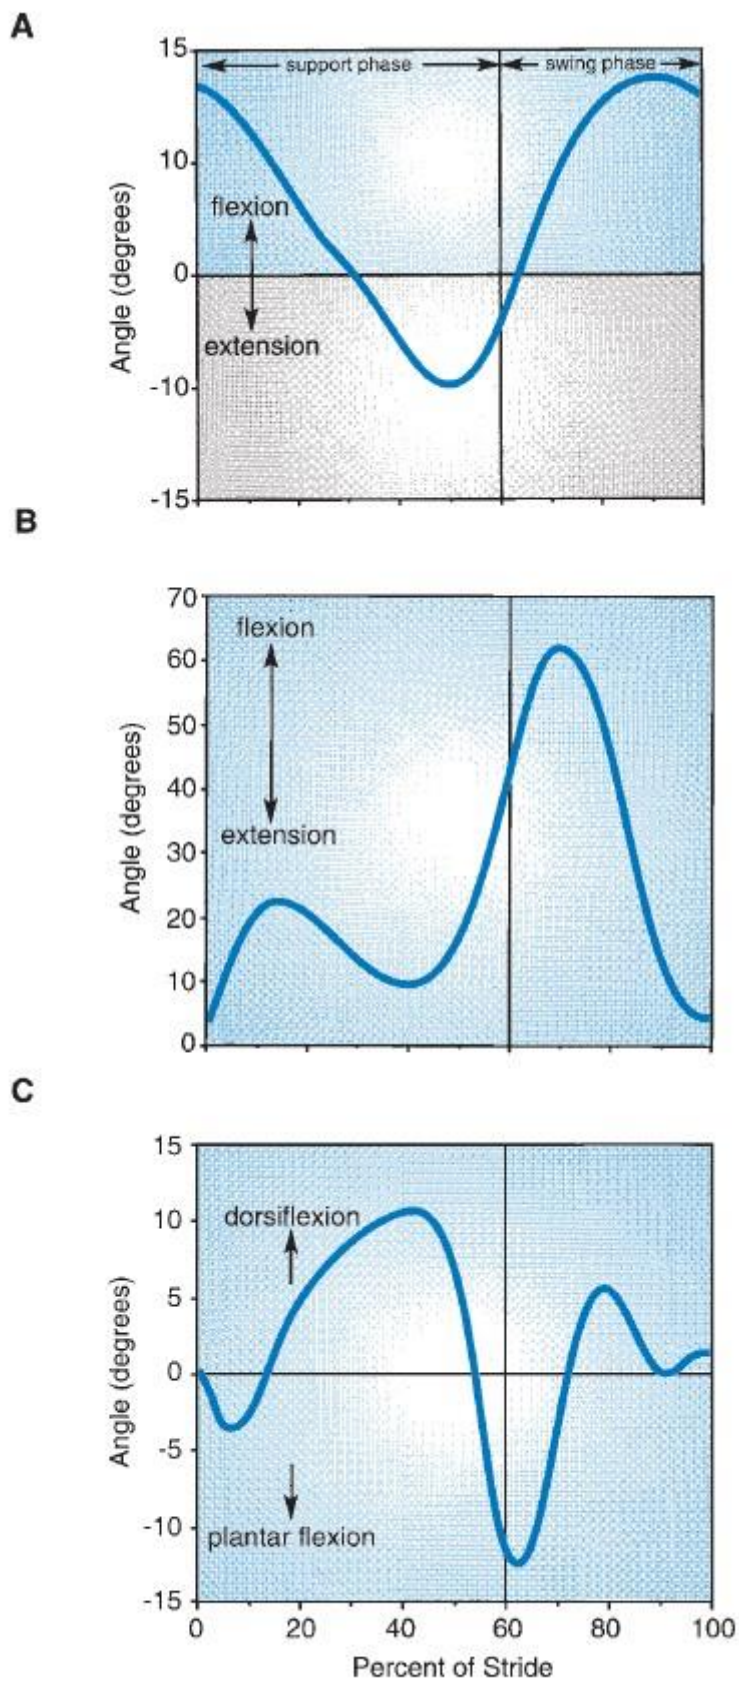 A
15
support phase
swing phase
10
flexion
0
extension
-10
-15
Angle (degrees)
B
70
flexion
60
50
40
extension
30
20
10
0
Angle (degrees)
C
15
dorsiflexion
10
5
0
-5
-10
plantar flexion
-15
Angle (degrees)
0 20 40 60 80 100
Percent of Stride